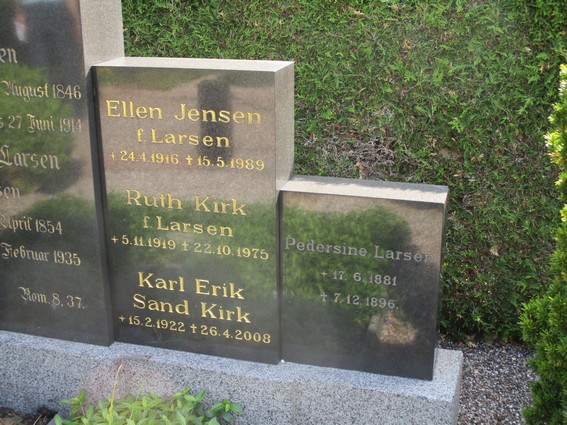 en
August 1846
27 Juni 1914
Larsen
sen
April 1854
Februar 1935
Rom. 8. 37.
Ellen Jensen
f. Larsen
+ 24.4.1916 + 15.5.1989
Ruth Kirk
f. Larsen
+ 5.11.1919 + 22.10.1975
Karl Erik
Sand Kirk
+ 15.2.1922 + 26.4.2008
Pedersine Larsen
+ 17.6.1881
+ 7.12.1896.